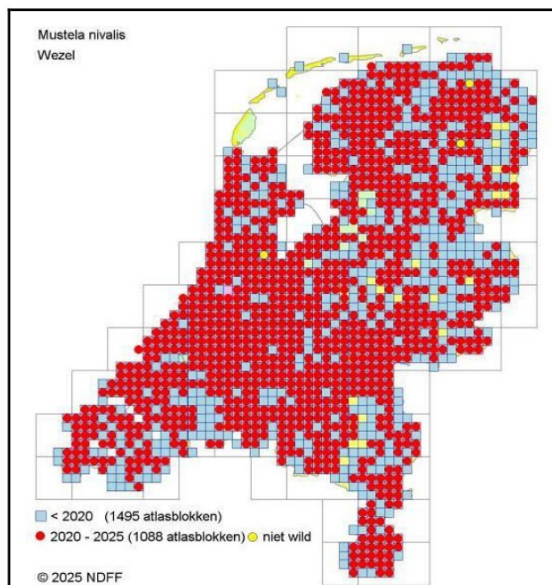 Mustela nivalis
Wezel
< 2020 (1495 atlasblokken)
2020 - 2025 (1088 atlasblokken) niet wild
© 2025 NDFF